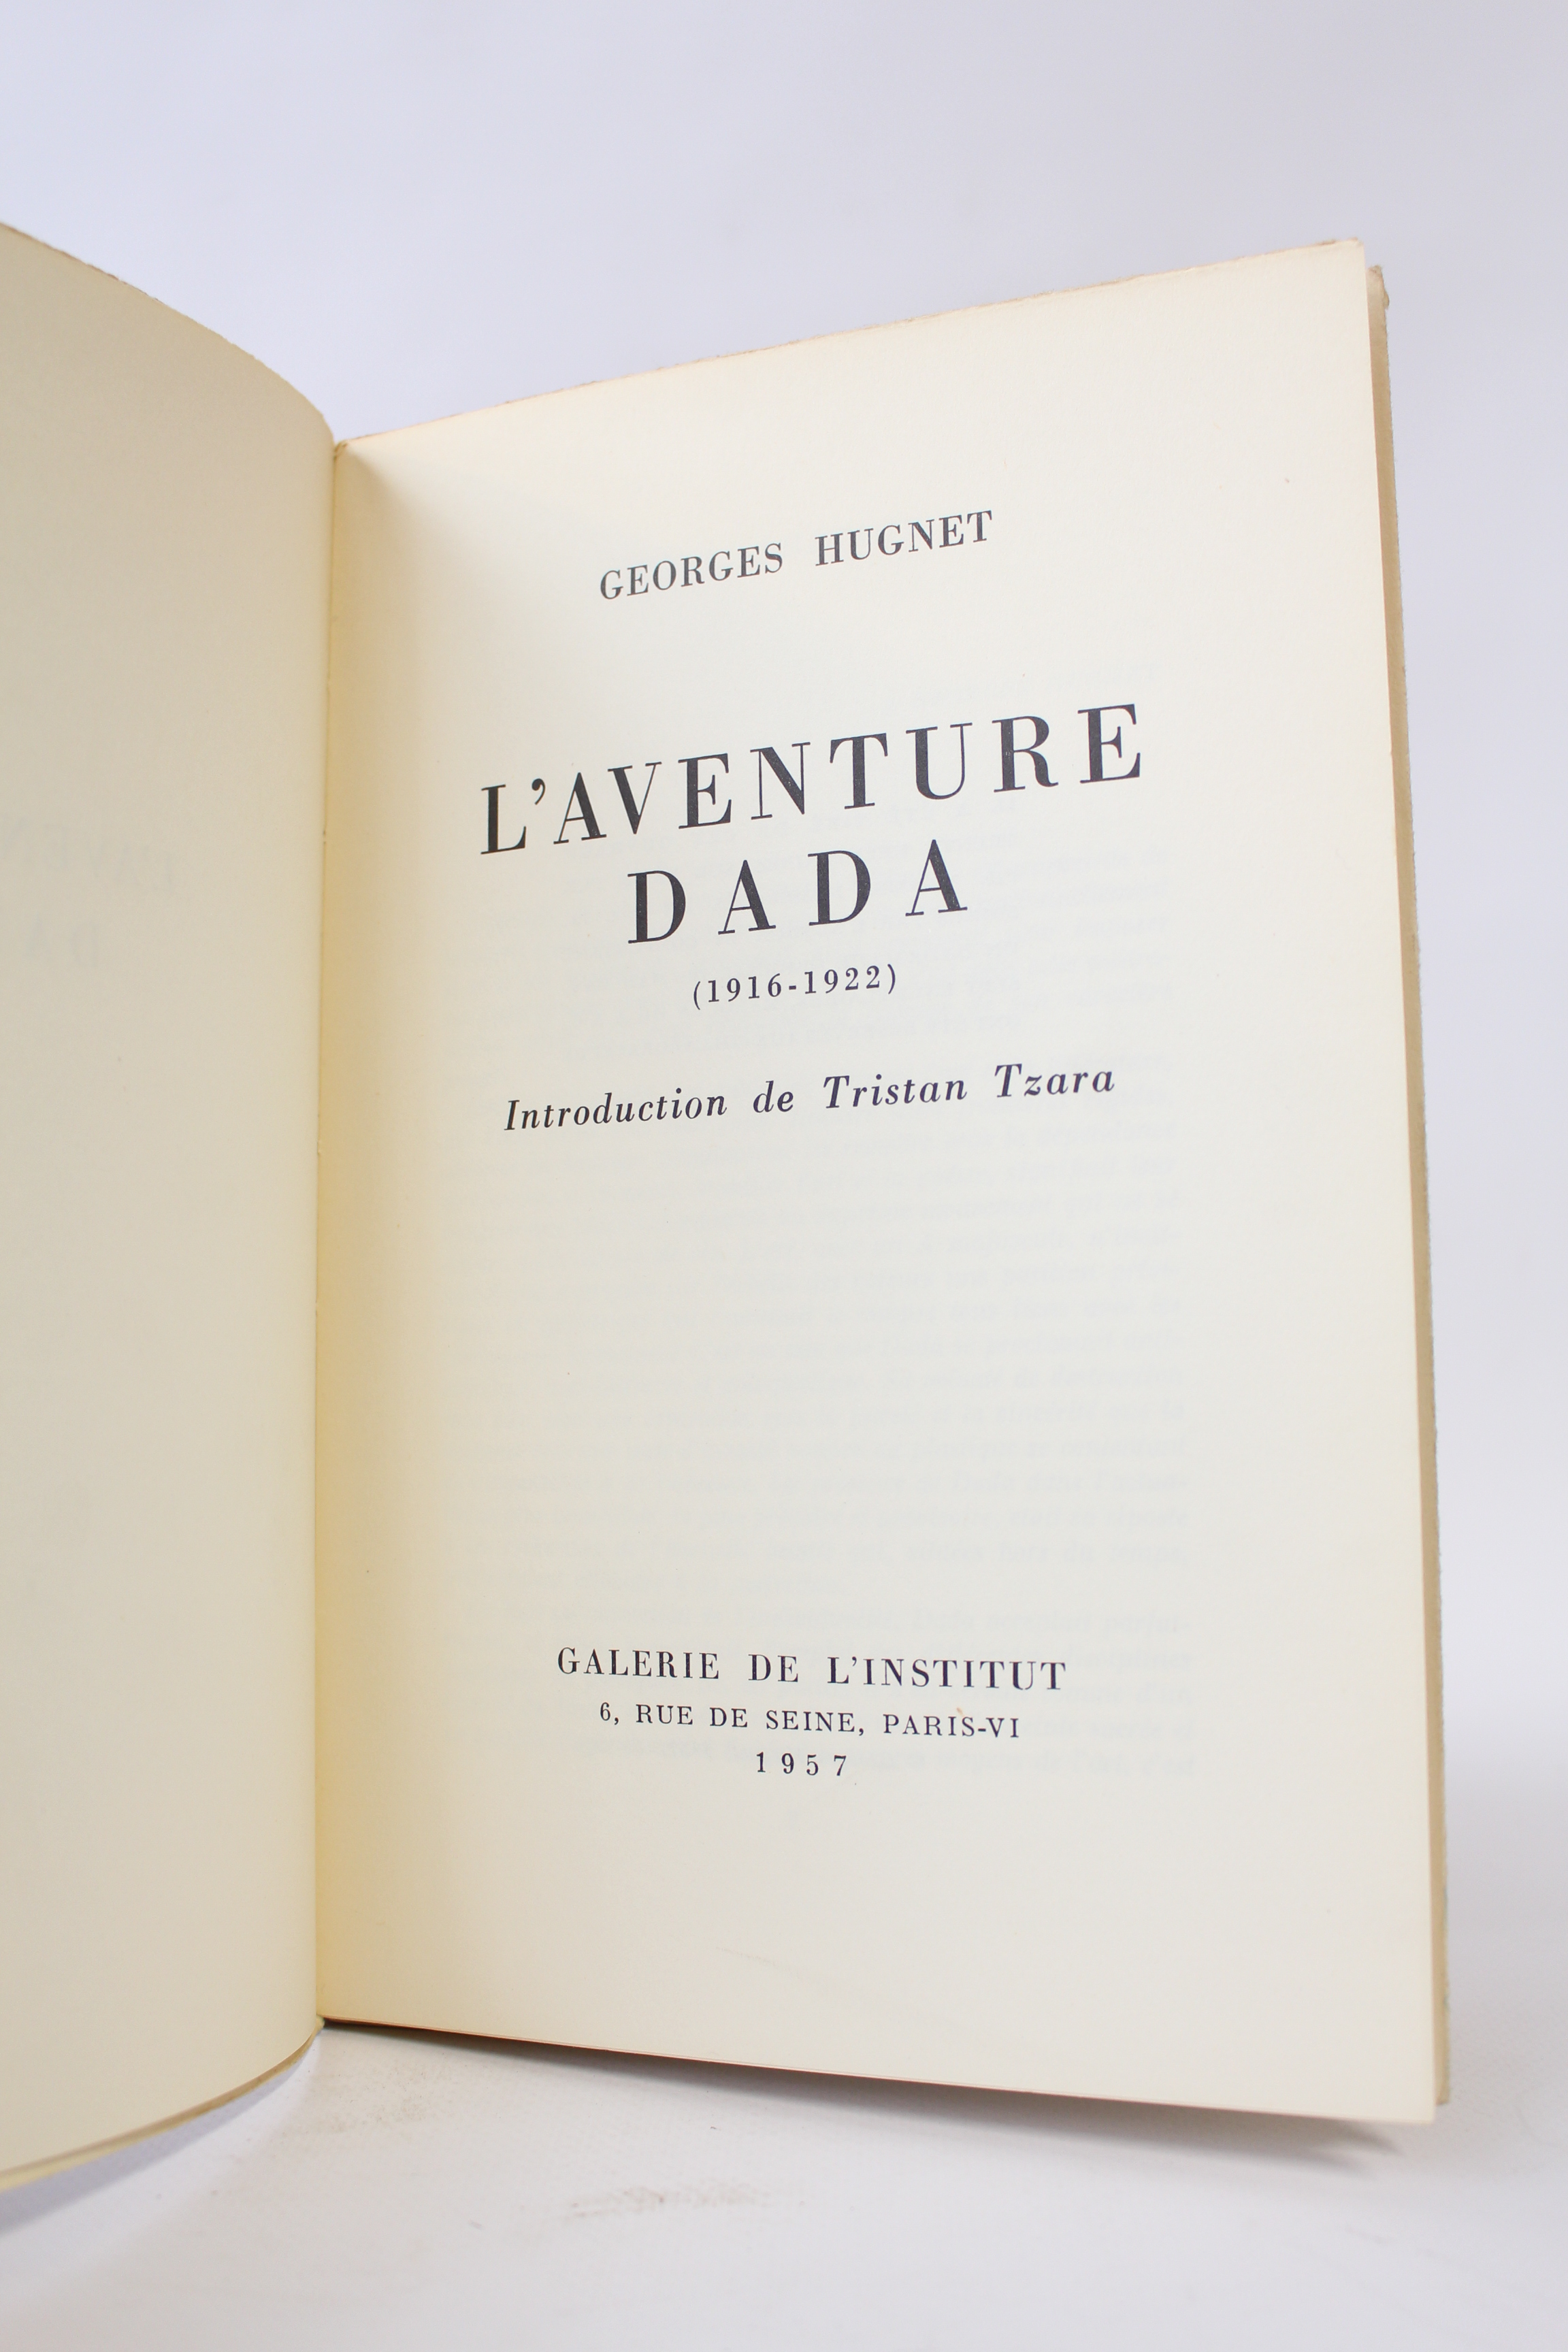 GEORGES HUGNET
L'AVENTURE
DADA
(1916-1922)
Introduction de Tristan Tzara
GALERIE DE L'INSTITUT
6, RUE DE SEINE, PARIS-VI
1957